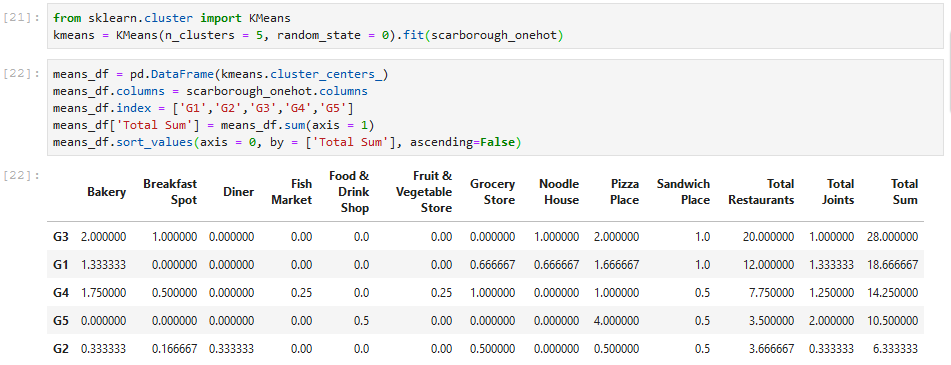 [21]: from sklearn.cluster import KMeans
kmeans = KMeans(n_clusters = 5, random_state = 0).fit(scarborough_onehot)
[22]: means_df = pd.DataFrame(kmeans.cluster_centers_)
means_df.columns = scarborough_onehot.columns
means_df.index = ['G1','G2','G3','G4','G5']
means_df['Total Sum'] = means_df.sum(axis = 1)
means_df.sort_values(axis = 0, by = ['Total Sum'], ascending=False)
[22]: Bakery Breakfast Spot Diner Fish Market Food & Drink Shop Fruit & Vegetable Store Grocery Store Noodle House Pizza Place Sandwich Place Total Restaurants Total Joints Total Sum
G3 2.000000 1.000000 0.000000 0.00 0.0 0.00 0.000000 1.000000 2.000000 1.0 20.000000 1.000000 28.000000
G1 1.333333 0.000000 0.000000 0.00 0.0 0.00 0.666667 0.666667 1.666667 1.0 12.000000 1.333333 18.666667
G4 1.750000 0.500000 0.000000 0.25 0.0 0.25 1.000000 0.000000 1.000000 0.5 7.750000 1.250000 14.250000
G5 0.000000 0.000000 0.000000 0.00 0.5 0.00 0.000000 0.000000 4.000000 0.5 3.500000 2.000000 10.500000
G2 0.333333 0.166667 0.333333 0.00 0.0 0.00 0.500000 0.000000 0.500000 0.5 3.666667 0.333333 6.333333